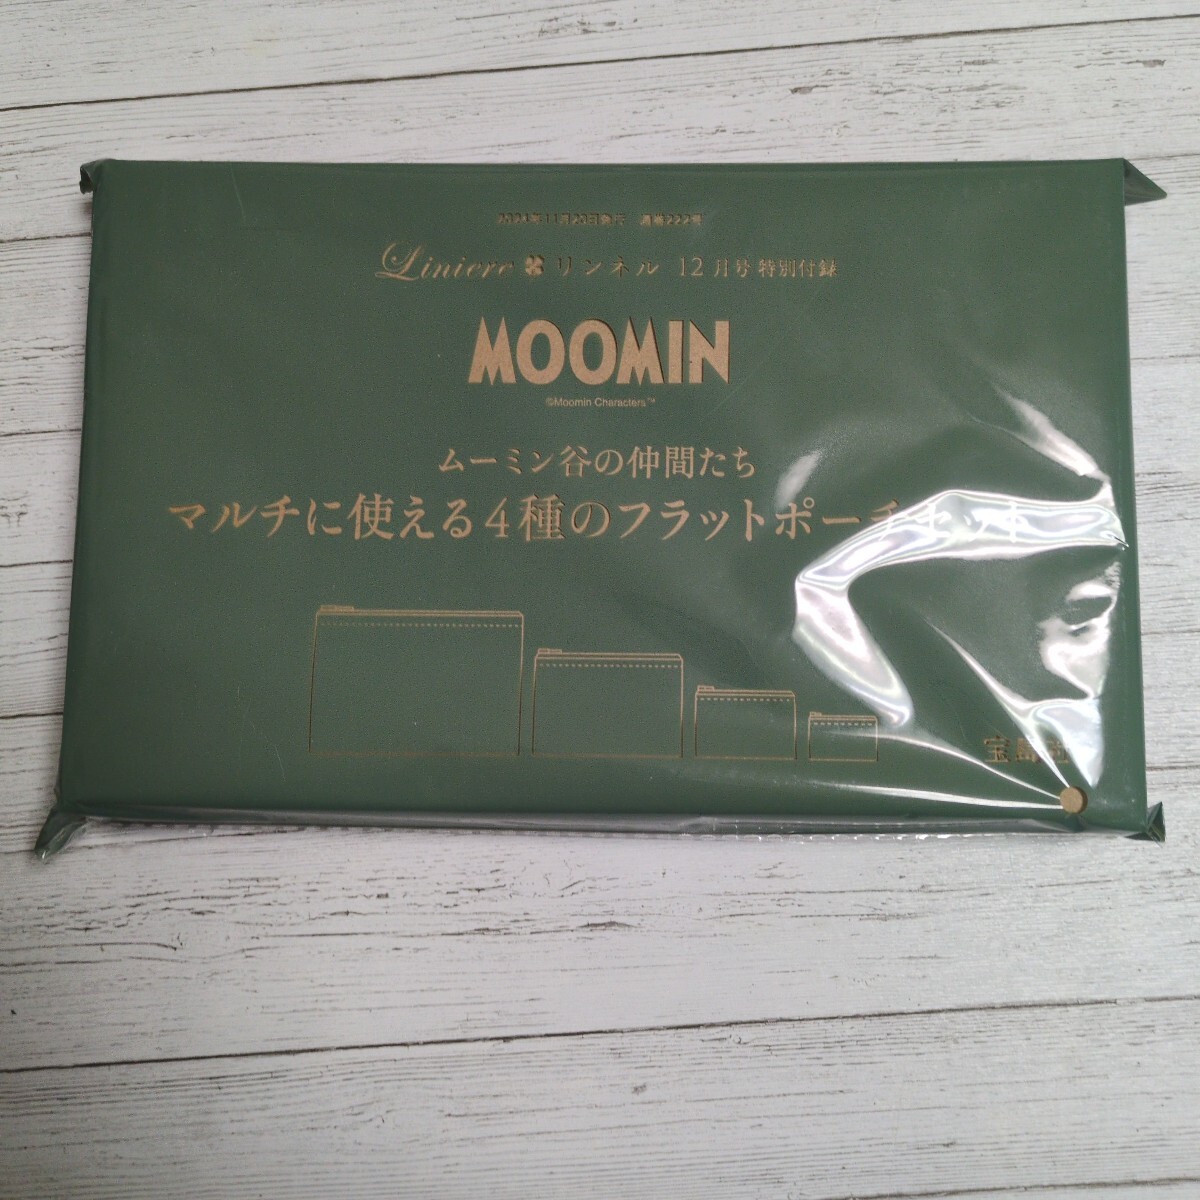 2024年11月20日発行 通巻222号
Liniere リンネル 12月号 特別付録
MOOMIN
©Moomin Characters™
ムーミン谷の仲間たち
マルチに使える4種のフラットポーチセット
宝島社